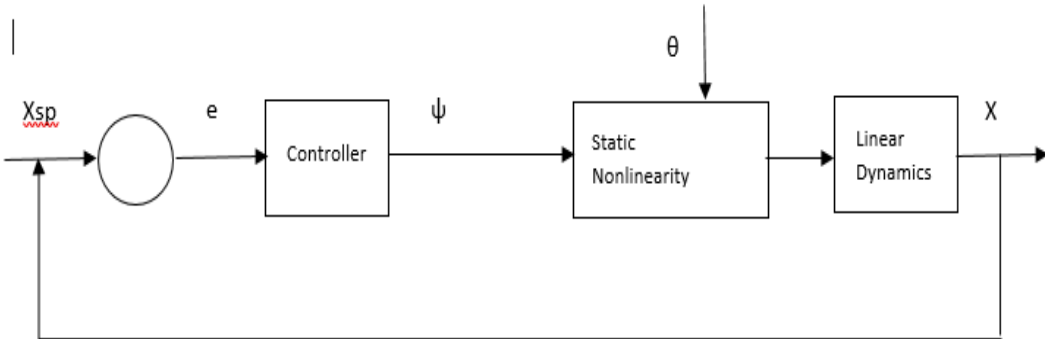 θ
Xsp
e
Controller
ψ
Static
Nonlinearity
Linear
Dynamics
X